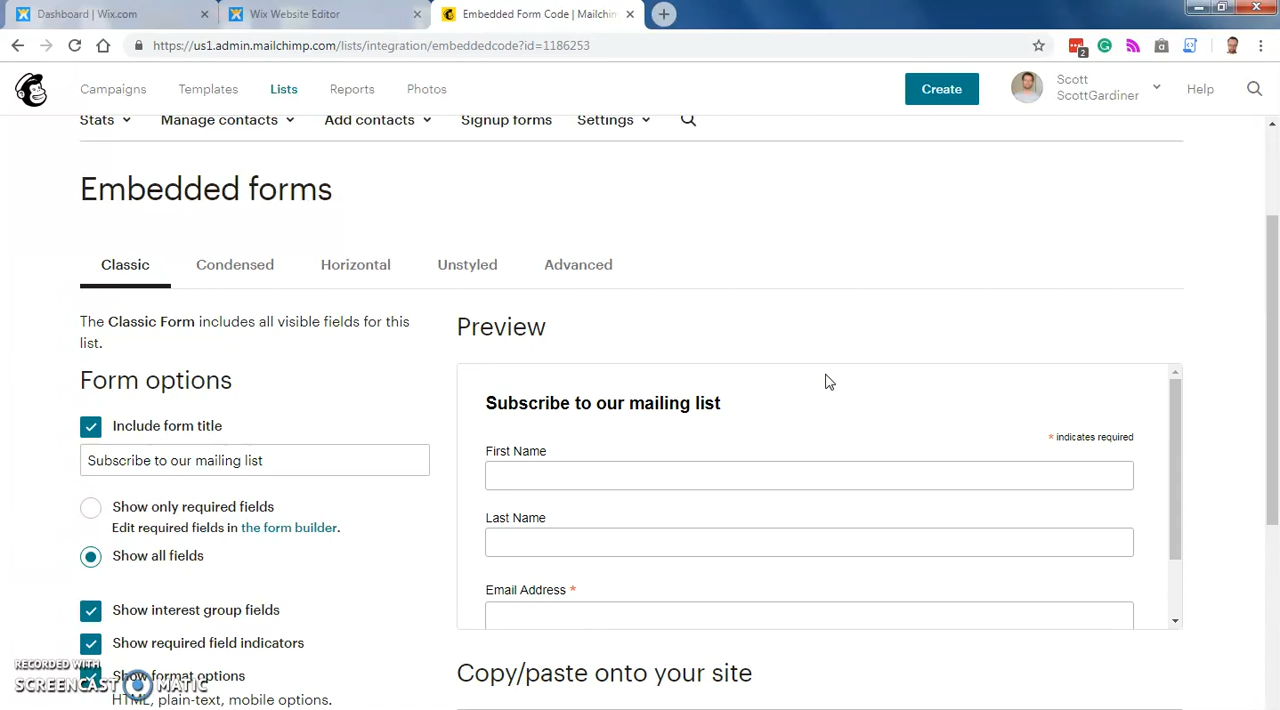 Dashboard | Wix.com
Wix Website Editor
Embedded Form Code | Mailchim
https://us1.admin.mailchimp.com/lists/integration/embeddedcode?id=1186253
2
Campaigns Templates Lists Reports Photos Create Scott Help
ScottGardiner
Stats Manage contacts Add contacts Signup forms Settings
Embedded forms
Classic Condensed Horizontal Unstyled Advanced
The Classic Form includes all visible fields for this
list.
Form options
Include form title
Subscribe to our mailing list
Show only required fields
Edit required fields in the form builder.
Show all fields
Show interest group fields
Show required field indicators
Show format options
HTML, plain-text, mobile options.
Preview
Subscribe to our mailing list
* indicates required
First Name
Last Name
Email Address *
Copy/paste onto your site
RECORDED WITH
SCREENCAST MATIC